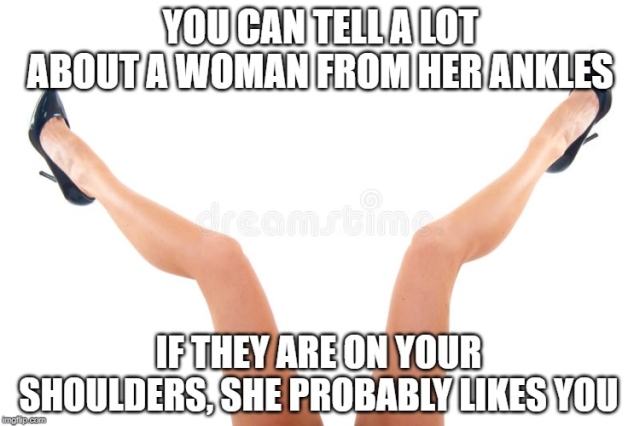 YOU CAN TELL A LOT
ABOUT A WOMAN FROM HER ANKLES
dreamstime
IF THEY ARE ON YOUR
SHOULDERS, SHE PROBABLY LIKES YOU
imgflip.com